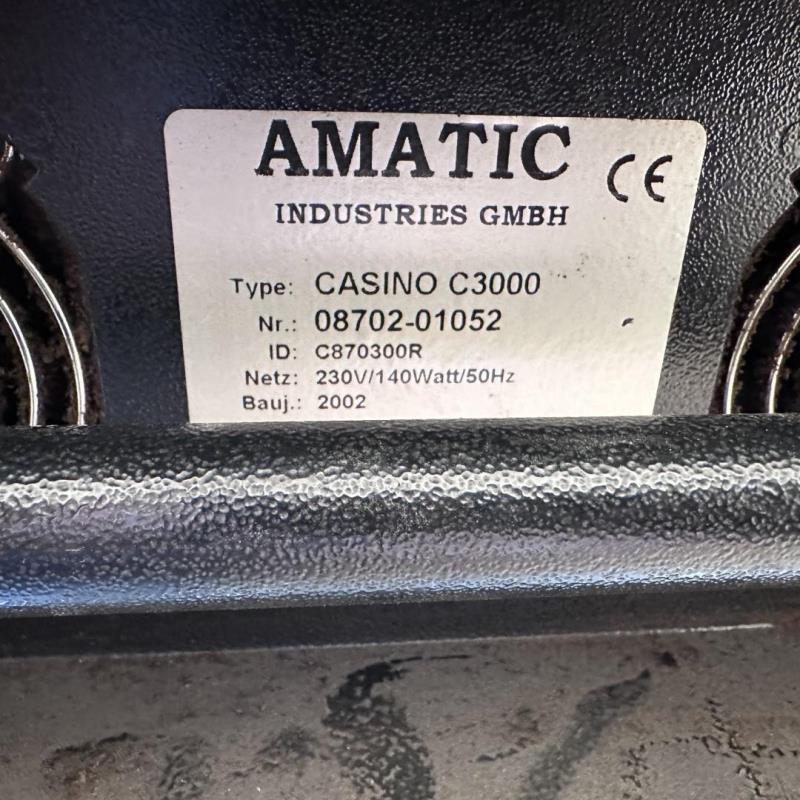 AMATIC CE
INDUSTRIES GMBH
Type: CASINO C3000
Nr.: 08702-01052
ID: C870300R
Netz: 230V/140Watt/50Hz
Bauj.: 2002